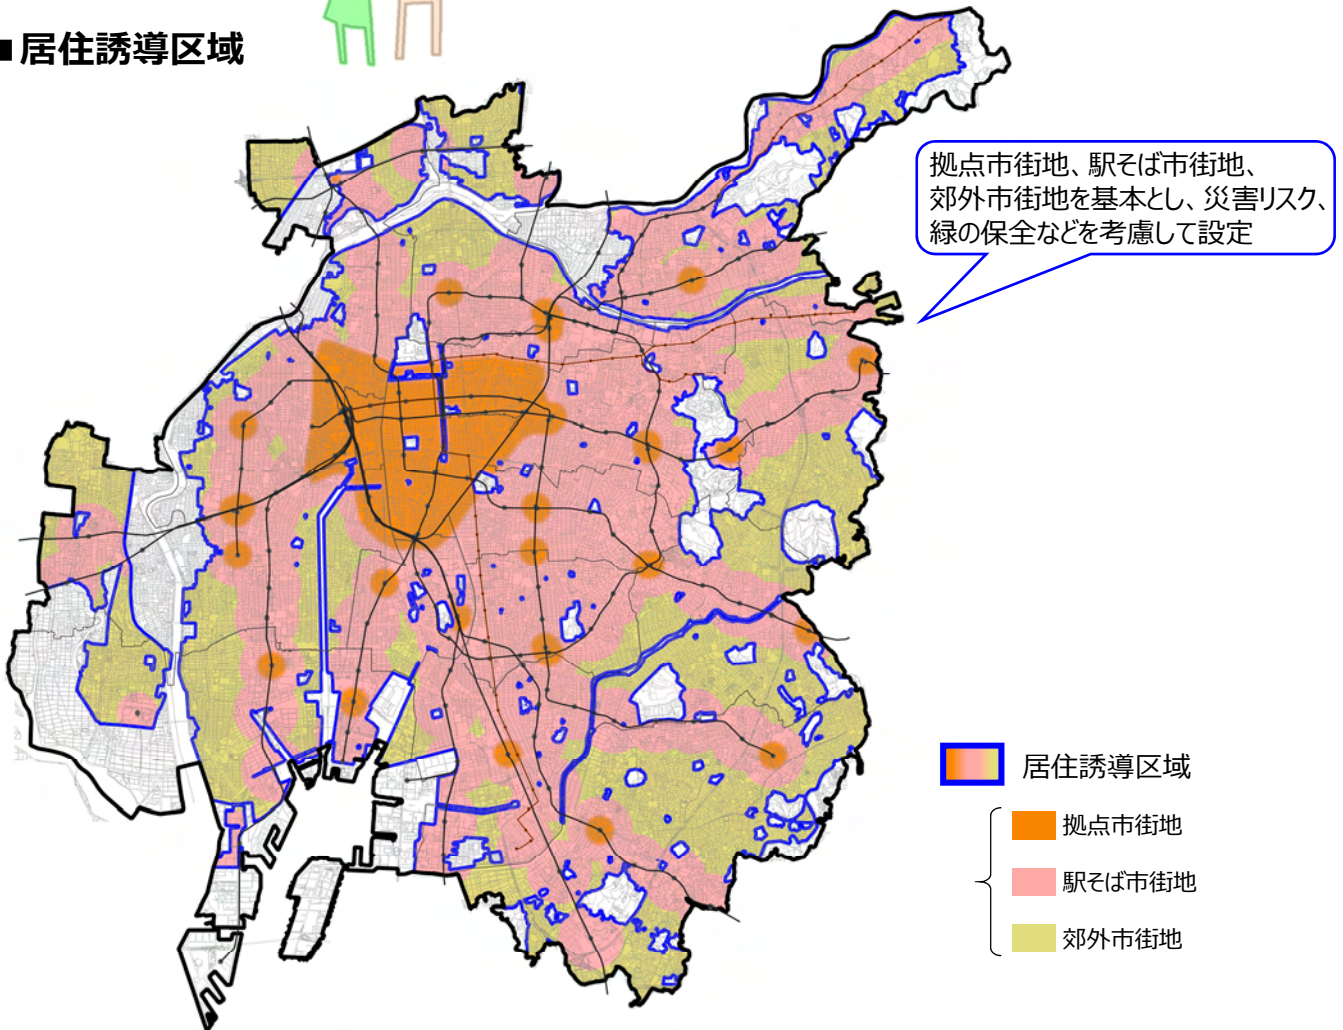 ■居住誘導区域
拠点市街地、駅そば市街地、
郊外市街地を基本とし、災害リスク、
緑の保全などを考慮して設定
居住誘導区域
拠点市街地
駅そば市街地
郊外市街地